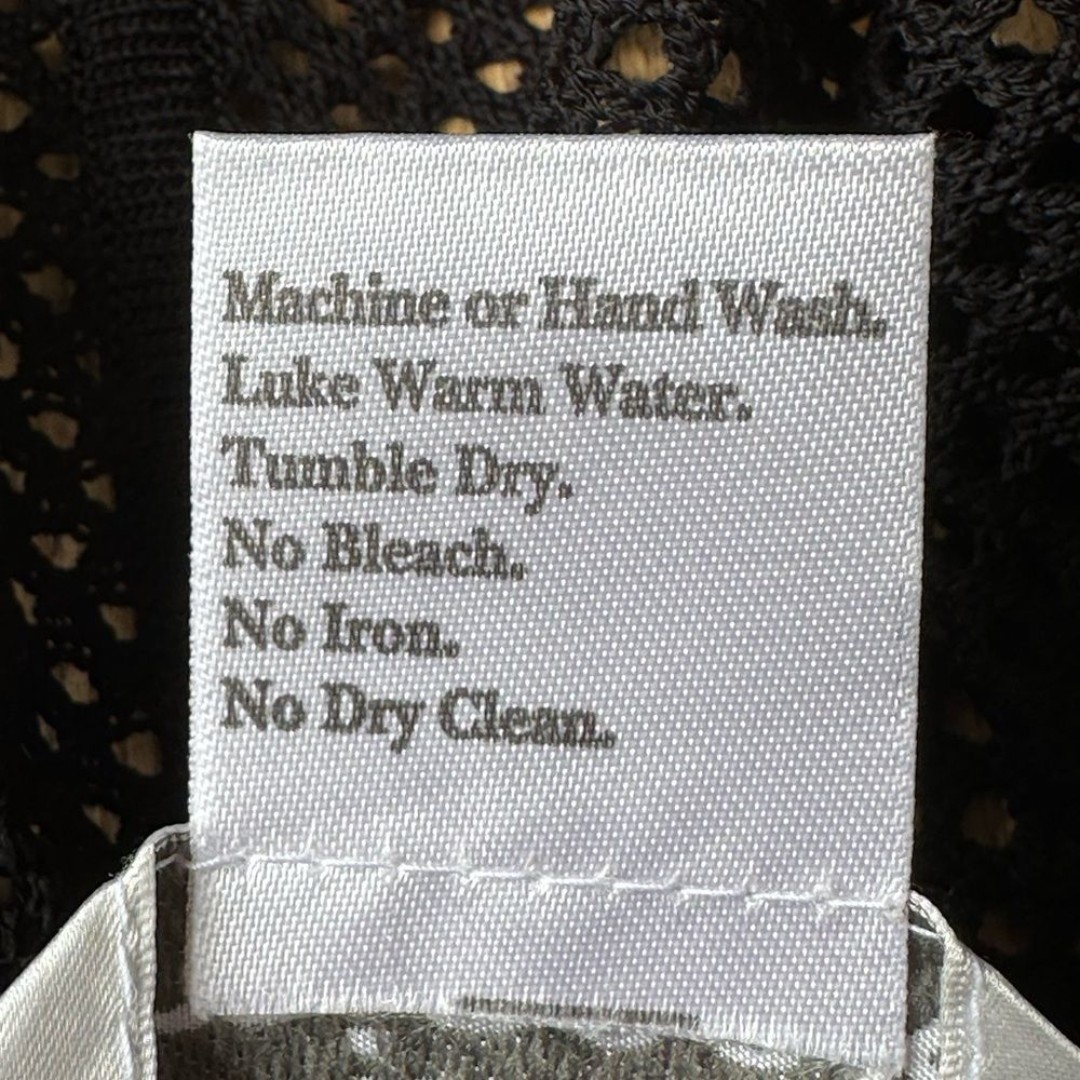 Machine or Hand Wash.
Luke Warm Water.
Tumble Dry.
No Bleach.
No Iron.
No Dry Clean.